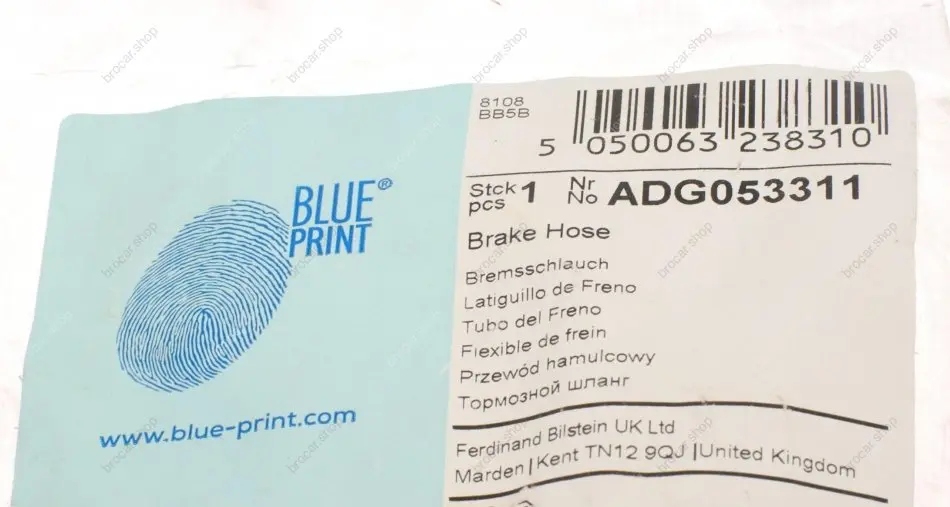 BLUE®
PRINT
www.blue-print.com
8108
BB5B
5 050063 238310
Stck
pcs 1 Nr
No ADG053311
Brake Hose
Bremsschlauch
Latiguillo de Freno
Tubo del Freno
Flexible de frein
Przewód hamulcowy
Тормозной шланг
Ferdinand Bilstein UK Ltd
Marden | Kent TN12 9QJ | United Kingdom
brocar.shop